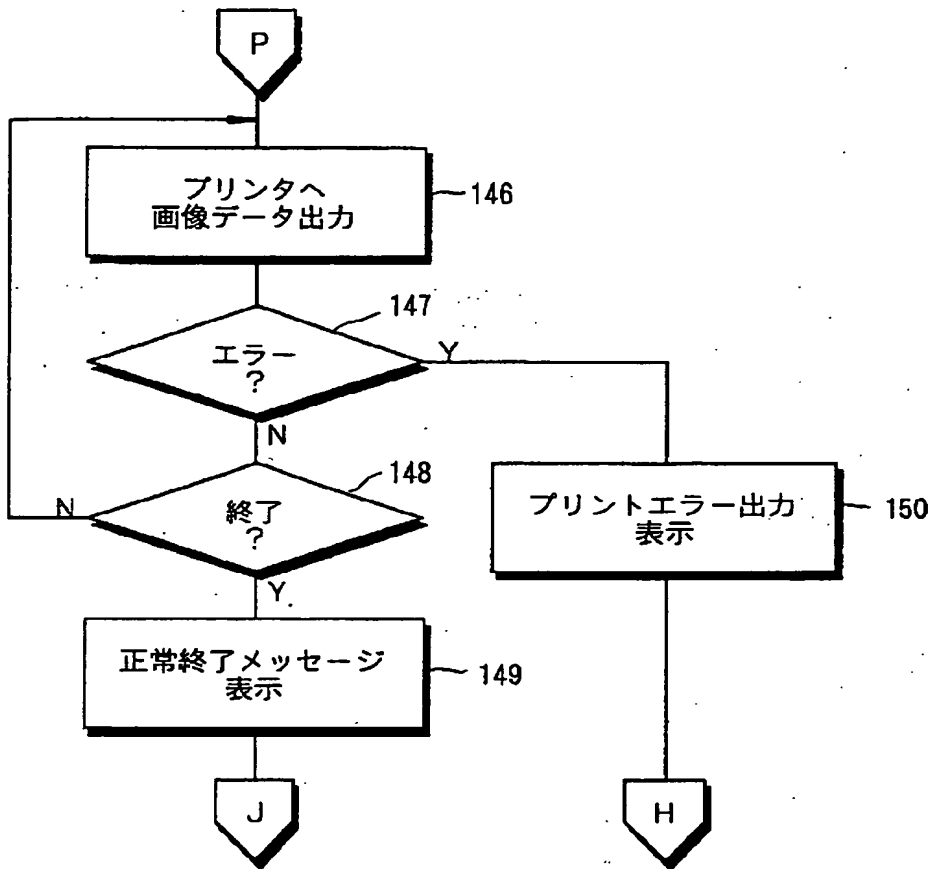 P
プリンタへ
画像データ出力
146
147
エラー
?
Y
N
148
終了
?
N
Y
プリントエラー出力
表示
150
正常終了メッセージ
表示
149
J
H